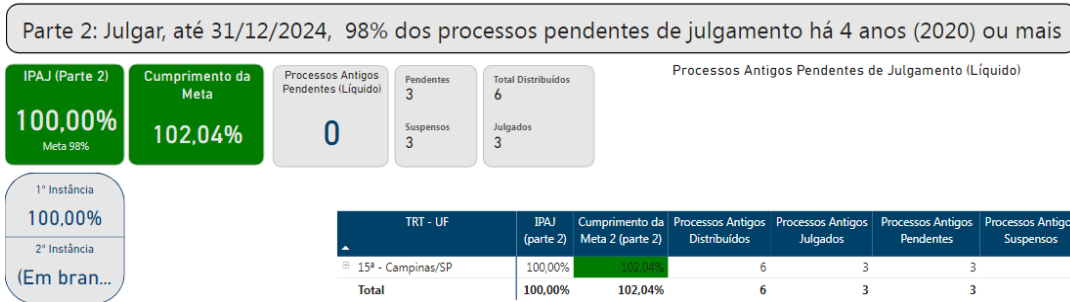 Parte 2: Julgar, até 31/12/2024, 98% dos processos pendentes de julgamento há 4 anos (2020) ou mais
IPAJ (Parte 2)
100,00%
Meta 98%
Cumprimento da
Meta
102,04%
Processos Antigos
Pendentes (Líquido)
0
Pendentes
3
Suspensos
3
Total Distribuídos
6
Julgados
3
Processos Antigos Pendentes de Julgamento (Líquido)
1ª Instância
100,00%
2ª Instância
(Em bran...
TRT - UF IPAJ (parte 2) Cumprimento da Meta 2 (parte 2) Processos Antigos Distribuídos Processos Antigos Julgados Processos Antigos Pendentes Processos Antigo Suspensos
15ª - Campinas/SP 100,00% 102,04% 6 3 3
Total 100,00% 102,04% 6 3 3